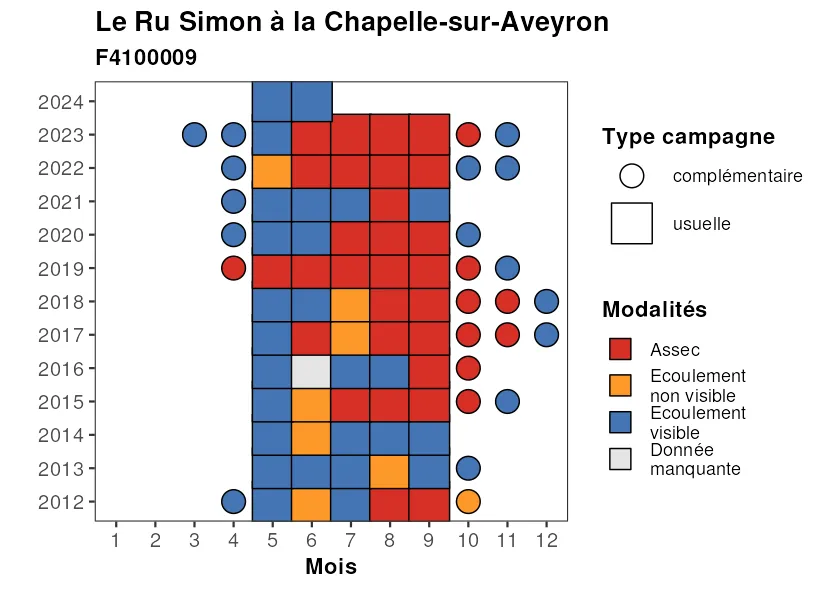 Le Ru Simon à la Chapelle-sur-Aveyron
F4100009
2024
2023
2022
2021
2020
2019
2018
2017
2016
2015
2014
2013
2012
1 2 3 4 5 6 7 8 9 10 11 12
Mois
Type campagne
complémentaire
usuelle
Modalités
Assec
Ecoulement
non visible
Ecoulement
visible
Donnée
manquante